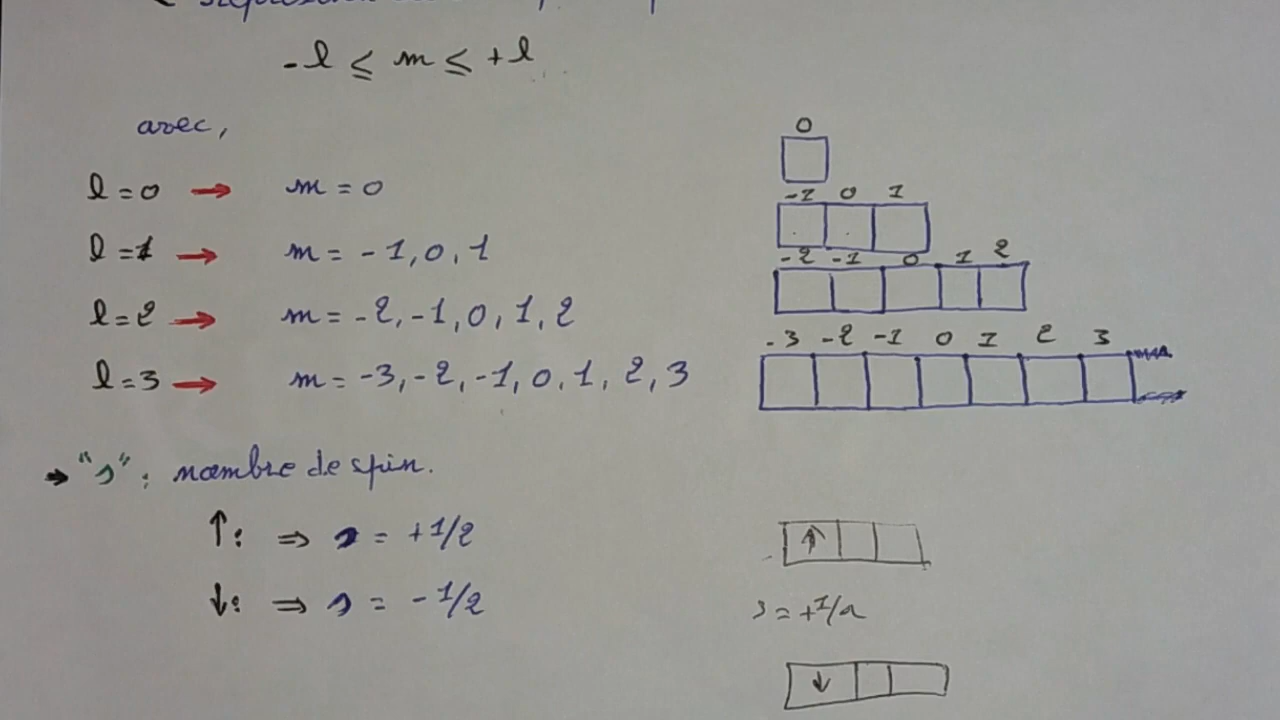 -l ≤ m ≤ +l
avec,
l=0 → m = 0
l=1 → m = -1, 0, 1
l=2 → m = -2, -1, 0, 1, 2
l=3 → m = -3, -2, -1, 0, 1, 2, 3
0
-1 0 1
-2 -1 0 1 2
-3 -2 -1 0 1 2 3
→ "s" : nombre de spin.
↑: ⇒ s = +1/2
↓: ⇒ s = -1/2
↑
s = +1/2
↓